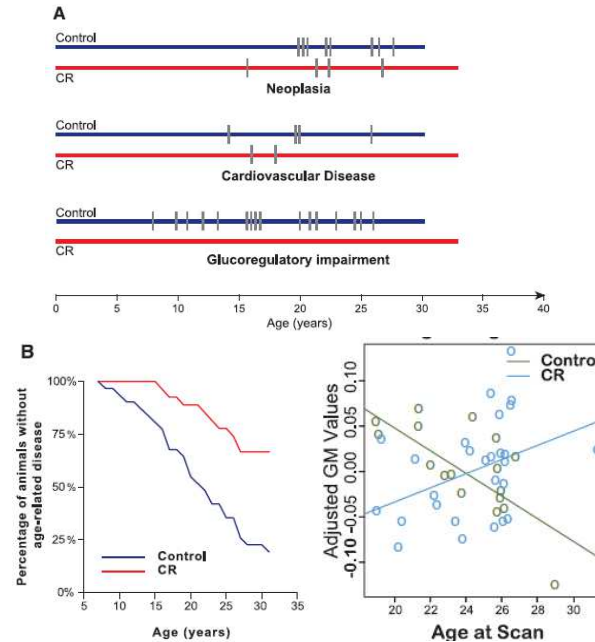 A
Control
CR
Neoplasia
Control
CR
Cardiovascular Disease
Control
CR
Glucoregulatory impairment
0 5 10 15 20 25 30 35 40
Age (years)
B
Percentage of animals without
age-related disease
100%
75%
50%
25%
0%
Control
CR
5 10 15 20 25 30 35
Age (years)
Adjusted GM Values
0.10
0.05
0.00
-0.05
-0.10
Control
CR
20 22 24 26 28 30
Age at Scan